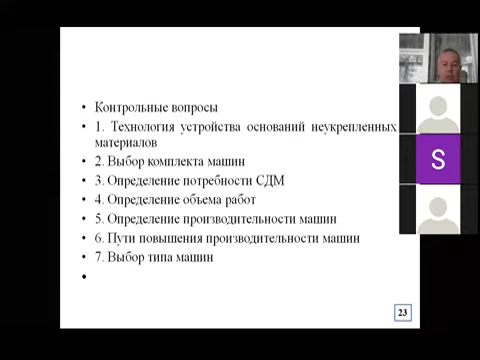 Контрольные вопросы
1. Технология устройства оснований неукрепленных
материалов
2. Выбор комплекта машин
3. Определение потребности СДМ
4. Определение объема работ
5. Определение производительности машин
6. Пути повышения производительности машин
7. Выбор типа машин
S
23